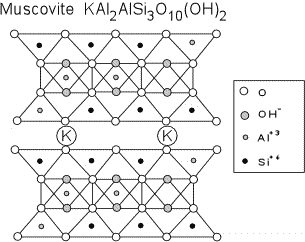 Muscovite KAl₂AlSi₃O₁₀(OH)₂
K K
O
OH⁻
Al⁺³
Si⁺⁴